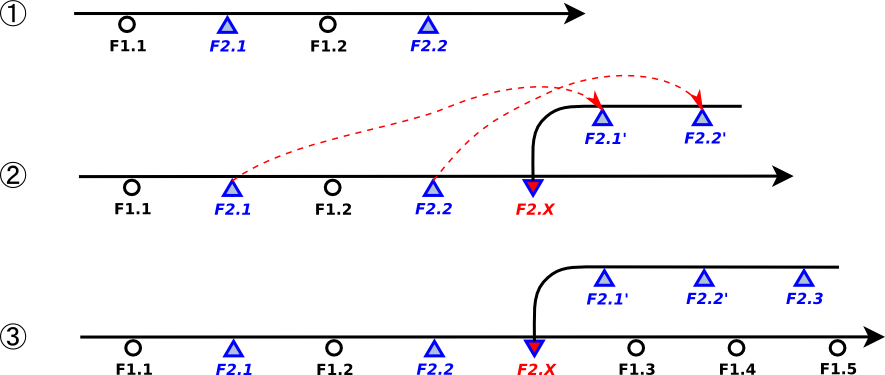 ①
F1.1 F2.1 F1.2 F2.2
F2.1' F2.2'
②
F1.1 F2.1 F1.2 F2.2 F2.X
F2.1' F2.2' F2.3
③
F1.1 F2.1 F1.2 F2.2 F2.X F1.3 F1.4 F1.5